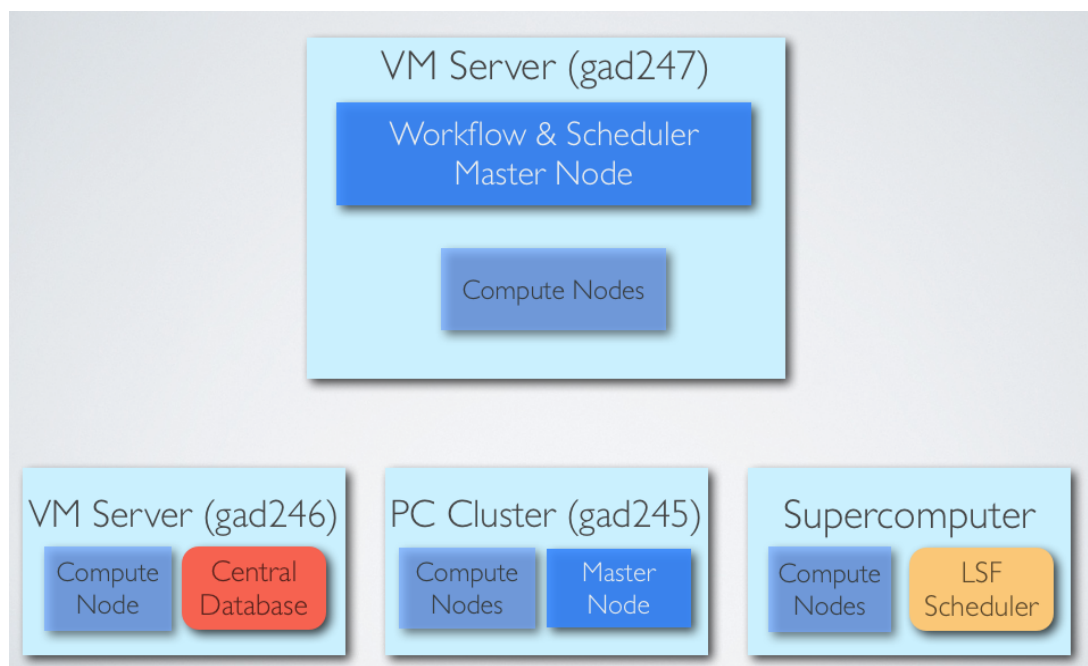 VM Server (gad247)
Workflow & Scheduler
Master Node
Compute Nodes
VM Server (gad246)
Compute
Node
Central
Database
PC Cluster (gad245)
Compute
Nodes
Master
Node
Supercomputer
Compute
Nodes
LSF
Scheduler